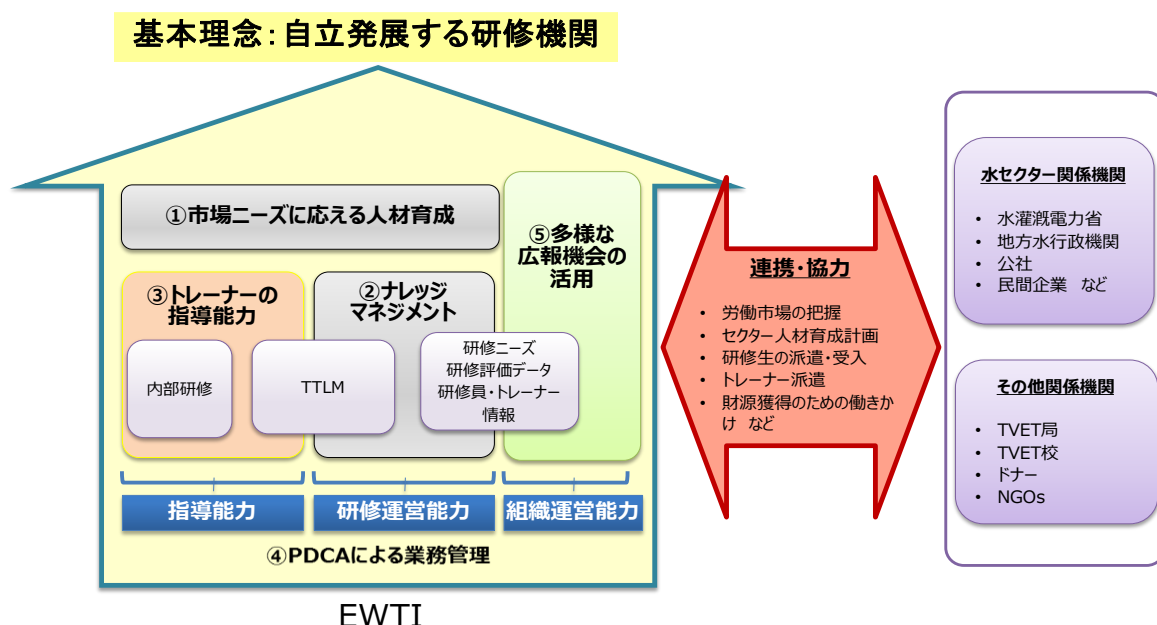 基本理念：自立発展する研修機関
①市場ニーズに応える人材育成
⑤多様な
広報機会の
活用
③トレーナーの
指導能力
②ナレッジ
マネジメント
内部研修
TTLM
研修ニーズ
研修評価データ
研修員・トレーナー
情報
指導能力
研修運営能力
組織運営能力
④PDCAによる業務管理
EWTI
連携・協力
• 労働市場の把握
• セクター人材育成計画
• 研修生の派遣・受入
• トレーナー派遣
• 財源獲得のための働きか
け など
水セクター関係機関
• 水灌漑電力省
• 地方水行政機関
• 公社
• 民間企業 など
その他関係機関
• TVET局
• TVET校
• ドナー
• NGOs